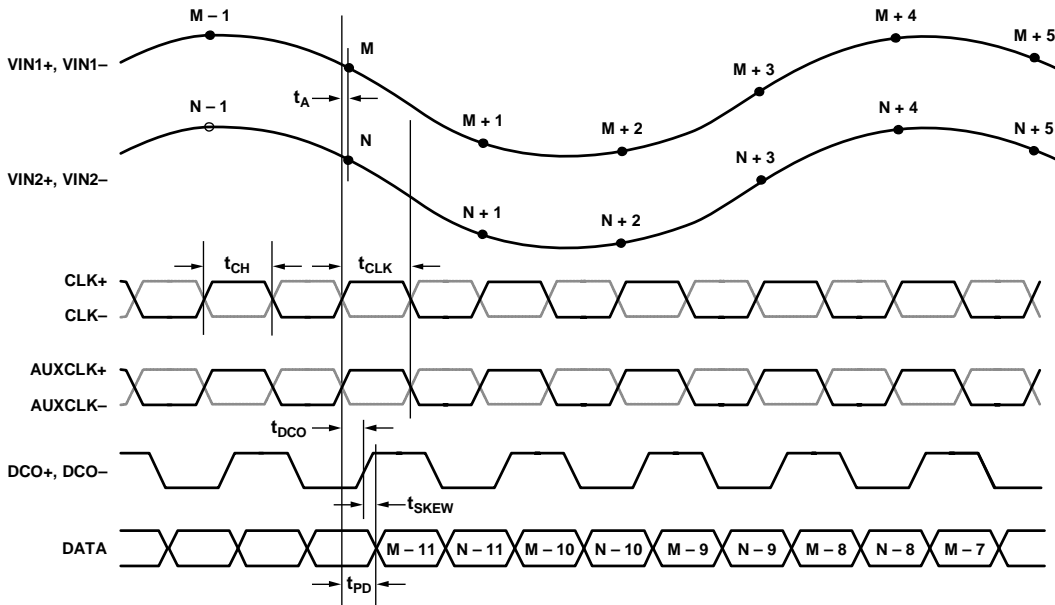 M – 1
M
M + 1
M + 2
M + 3
M + 4
M + 5
VIN1+, VIN1–
tA
N – 1
N
N + 1
N + 2
N + 3
N + 4
N + 5
VIN2+, VIN2–
tCH
tCLK
CLK+
CLK–
AUXCLK+
AUXCLK–
tDCO
DCO+, DCO–
tSKEW
DATA
M – 11
N – 11
M – 10
N – 10
M – 9
N – 9
M – 8
N – 8
M – 7
tPD